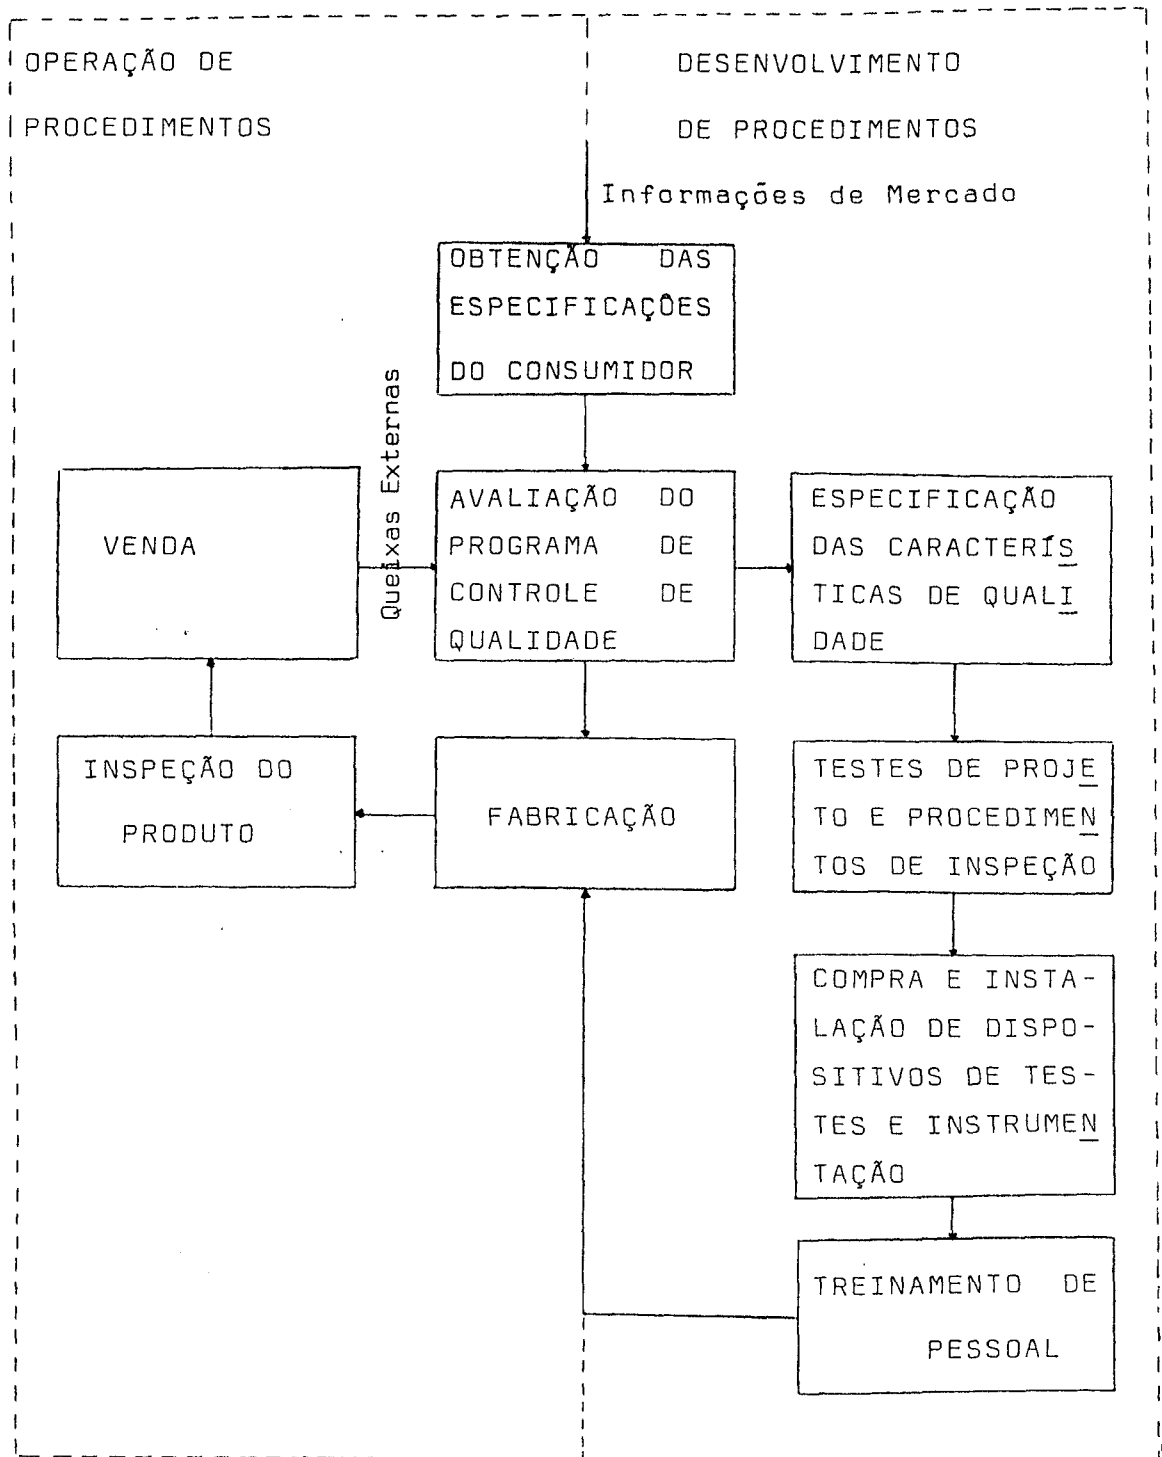 OPERAÇÃO DE
PROCEDIMENTOS
DESENVOLVIMENTO
DE PROCEDIMENTOS
Informações de Mercado
OBTENÇÃO DAS
ESPECIFICAÇÕES
DO CONSUMIDOR
Queixas Externas
VENDA
AVALIAÇÃO DO
PROGRAMA DE
CONTROLE DE
QUALIDADE
ESPECIFICAÇÃO
DAS CARACTERÍS
TICAS DE QUALI
DADE
INSPEÇÃO DO
PRODUTO
FABRICAÇÃO
TESTES DE PROJE
TO E PROCEDIMEN
TOS DE INSPEÇÃO
COMPRA E INSTA-
LAÇÃO DE DISPO-
SITIVOS DE TES-
TES E INSTRUMEN
TAÇÃO
TREINAMENTO DE
PESSOAL